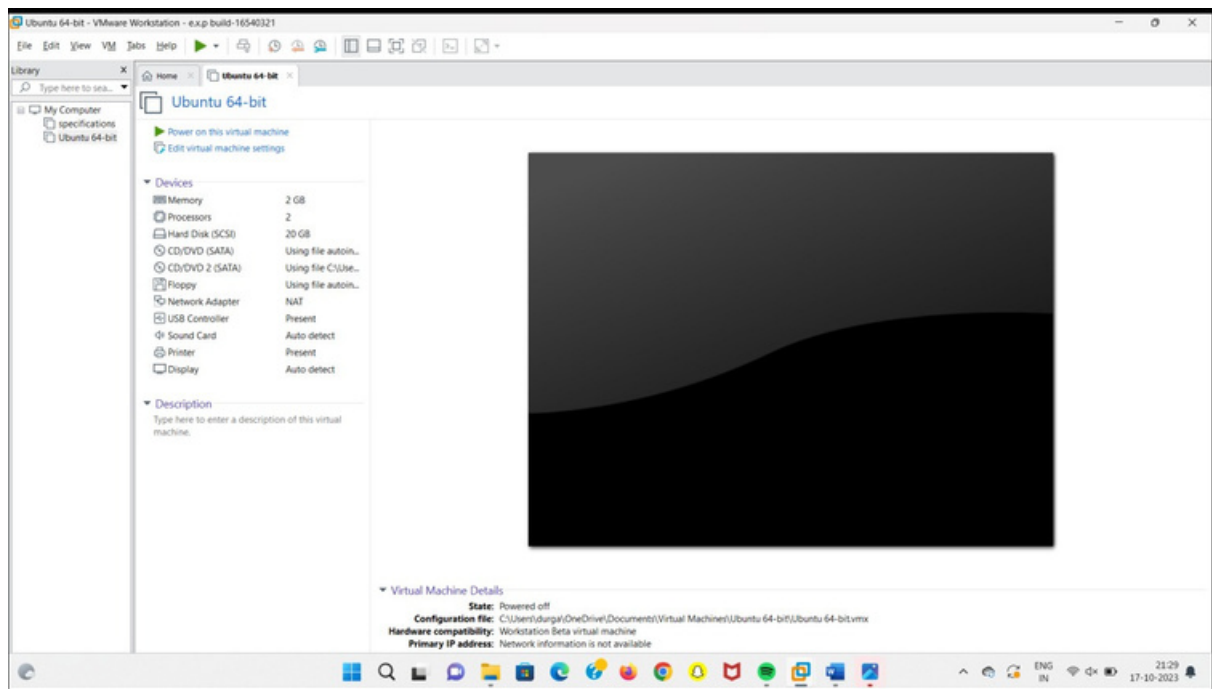 Ubuntu 64-bit - VMware Workstation - e.x.p build-16540321
File Edit View VM Tabs Help
Library
Type here to sea...
My Computer
specifications
Ubuntu 64-bit
Home
Ubuntu 64-bit
Ubuntu 64-bit
Power on this virtual machine
Edit virtual machine settings
Devices
Memory 2 GB
Processors 2
Hard Disk (SCSI) 20 GB
CD/DVD (SATA) Using file autoin...
CD/DVD 2 (SATA) Using file C:\Use...
Floppy Using file autoin...
Network Adapter NAT
USB Controller Present
Sound Card Auto detect
Printer Present
Display Auto detect
Description
Type here to enter a description of this virtual
machine.
Virtual Machine Details
State: Powered off
Configuration file: C:\Users\durga\OneDrive\Documents\Virtual Machines\Ubuntu 64-bit\Ubuntu 64-bit.vmx
Hardware compatibility: Workstation Beta virtual machine
Primary IP address: Network information is not available
ENG
IN
21:29
17-10-2023